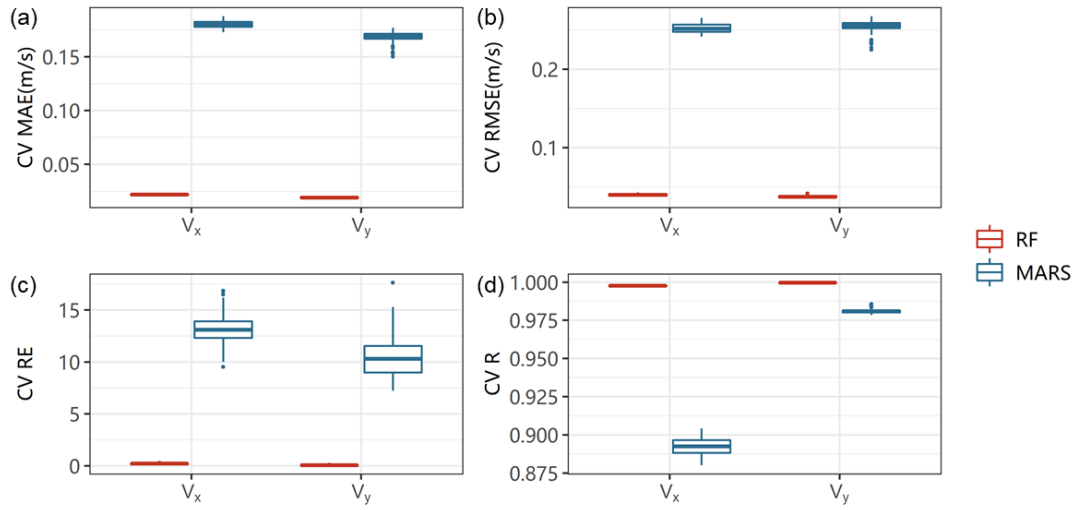 (a)
CV MAE(m/s)
0.15
0.10
0.05
Vx
Vy
(b)
CV RMSE(m/s)
0.2
0.1
Vx
Vy
RF
MARS
(c)
CV RE
15
10
5
0
Vx
Vy
(d)
CV R
1.000
0.975
0.950
0.925
0.900
0.875
Vx
Vy